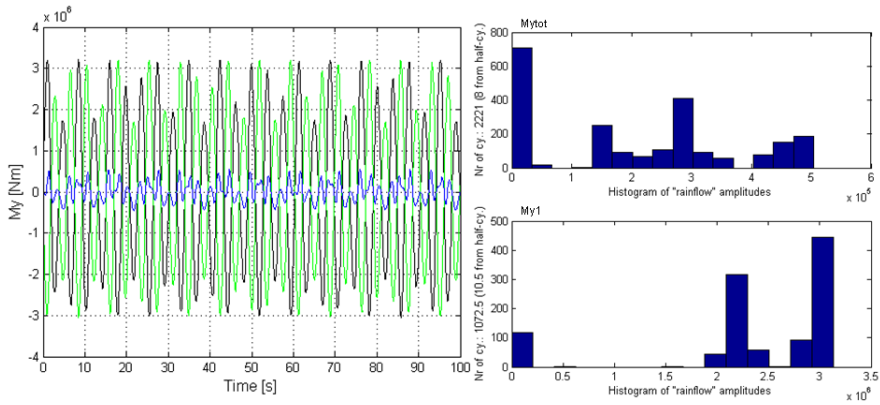 × 10⁶
4
3
2
1
0
-1
-2
-3
-4
My [Nm]
0 10 20 30 40 50 60 70 80 90 100
Time [s]
Mytot
800
600
400
200
0
Nr of cy.: 2221 (8 from half-cy.)
0 1 2 3 4 5 6
Histogram of "rainflow" amplitudes
x 10⁵
My1
500
400
300
200
100
0
Nr of cy.: 1072.5 (10.5 from half-cy.)
0 0.5 1 1.5 2 2.5 3 3.5
Histogram of "rainflow" amplitudes
x 10⁶